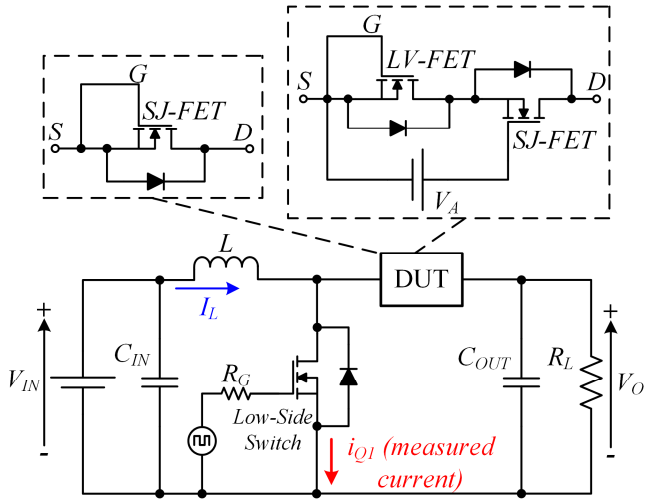 G
SJ-FET
S
D
G
LV-FET
S
D
SJ-FET
V_A
L
DUT
I_L
+
V_IN
-
C_IN
R_G
Low-Side
Switch
i_Q1 (measured
current)
C_OUT
R_L
+
V_O
-